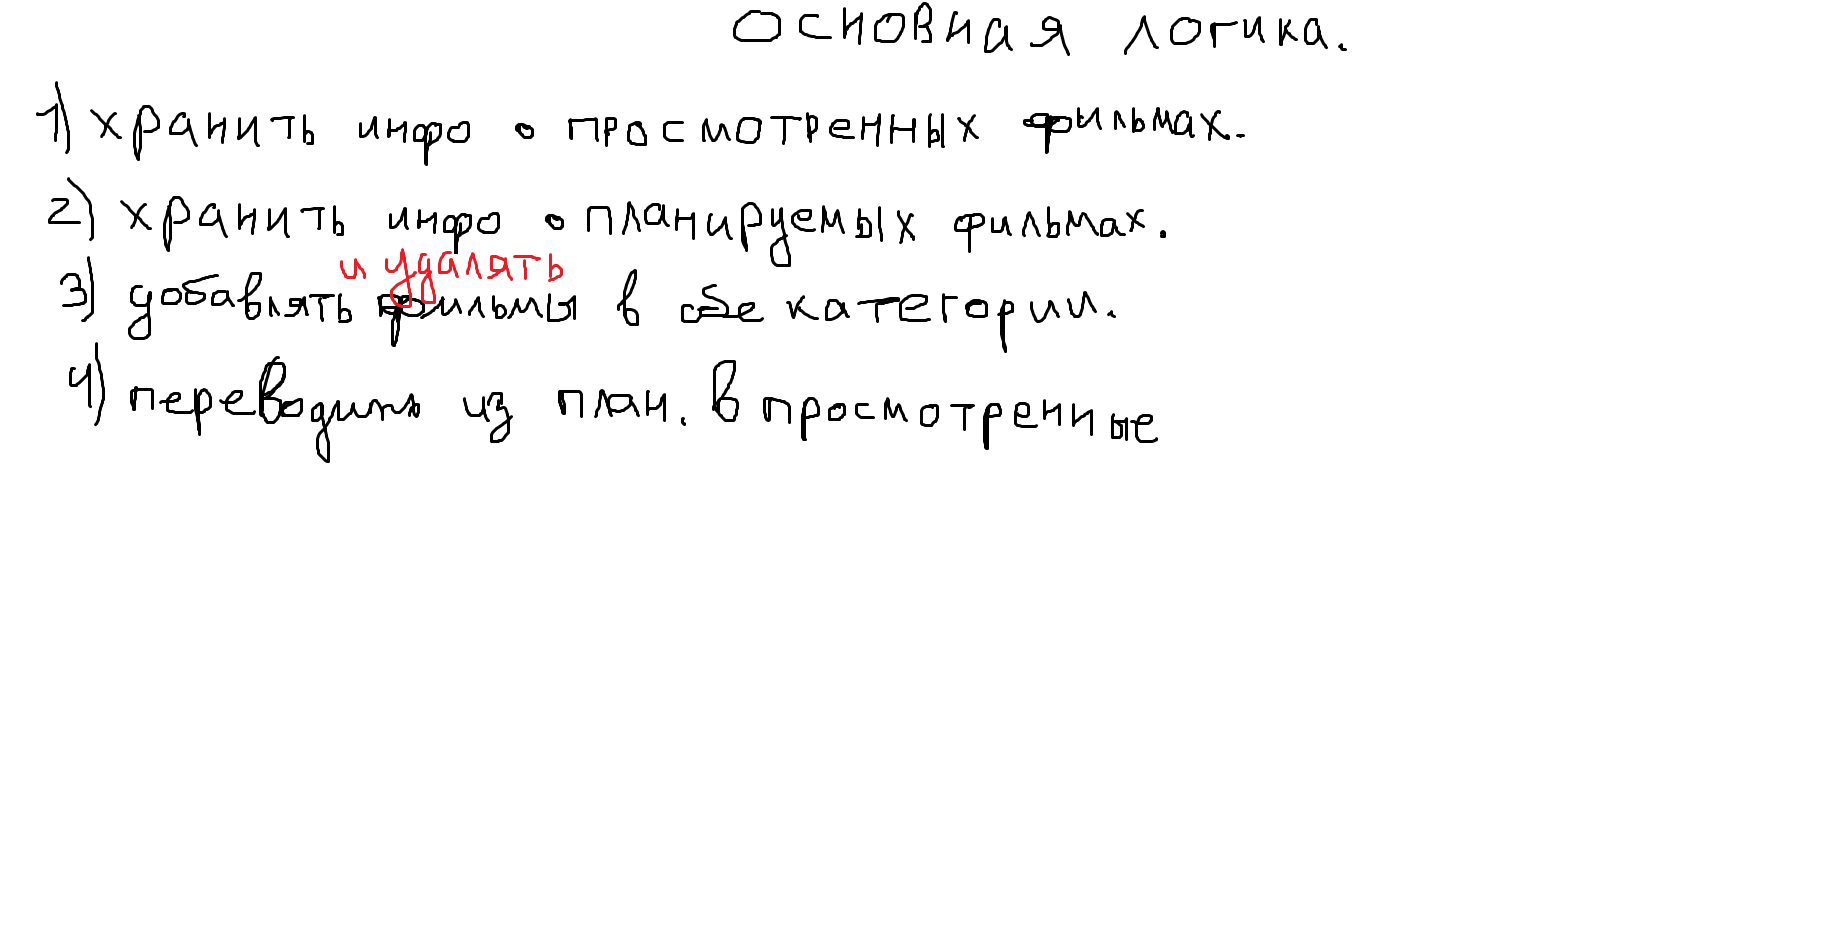 основная логика.
1) хранить инфо о просмотренных фильмах.
2) хранить инфо о планируемых фильмах.
и удалять
3) добавлять фильмы в обе категории.
4) переводить из план. в просмотренные